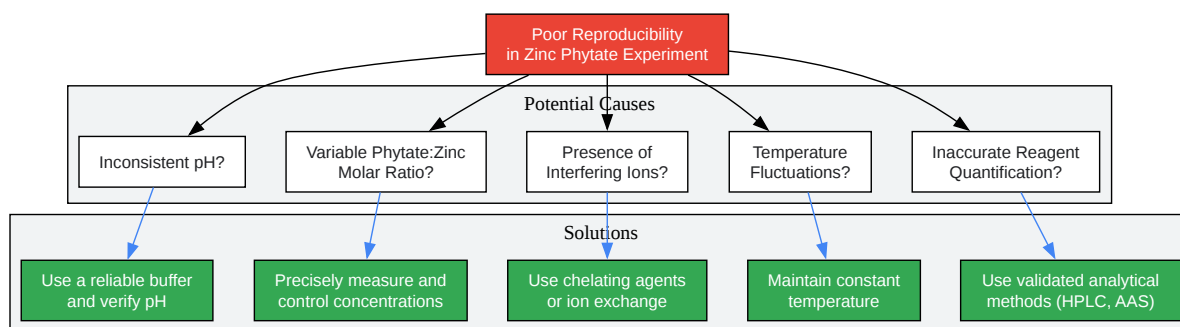 Poor Reproducibility
in Zinc Phytate Experiment
Potential Causes
Inconsistent pH?
Variable Phytate:Zinc
Molar Ratio?
Presence of
Interfering Ions?
Temperature
Fluctuations?
Inaccurate Reagent
Quantification?
Solutions
Use a reliable buffer
and verify pH
Precisely measure and
control concentrations
Use chelating agents
or ion exchange
Maintain constant
temperature
Use validated analytical
methods (HPLC, AAS)